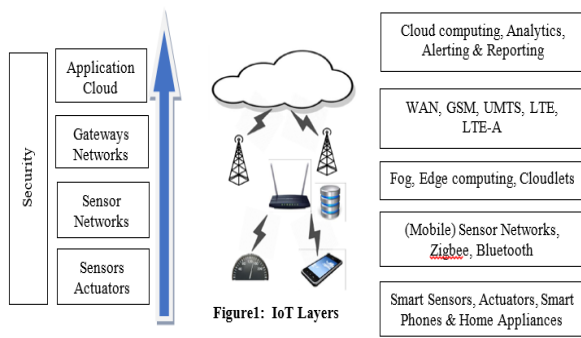 Security
Application
Cloud
Gateways
Networks
Sensor
Networks
Sensors
Actuators
Figure1: IoT Layers
Cloud computing, Analytics,
Alerting & Reporting
WAN, GSM, UMTS, LTE,
LTE-A
Fog, Edge computing, Cloudlets
(Mobile) Sensor Networks,
Zigbee, Bluetooth
Smart Sensors, Actuators, Smart
Phones & Home Appliances